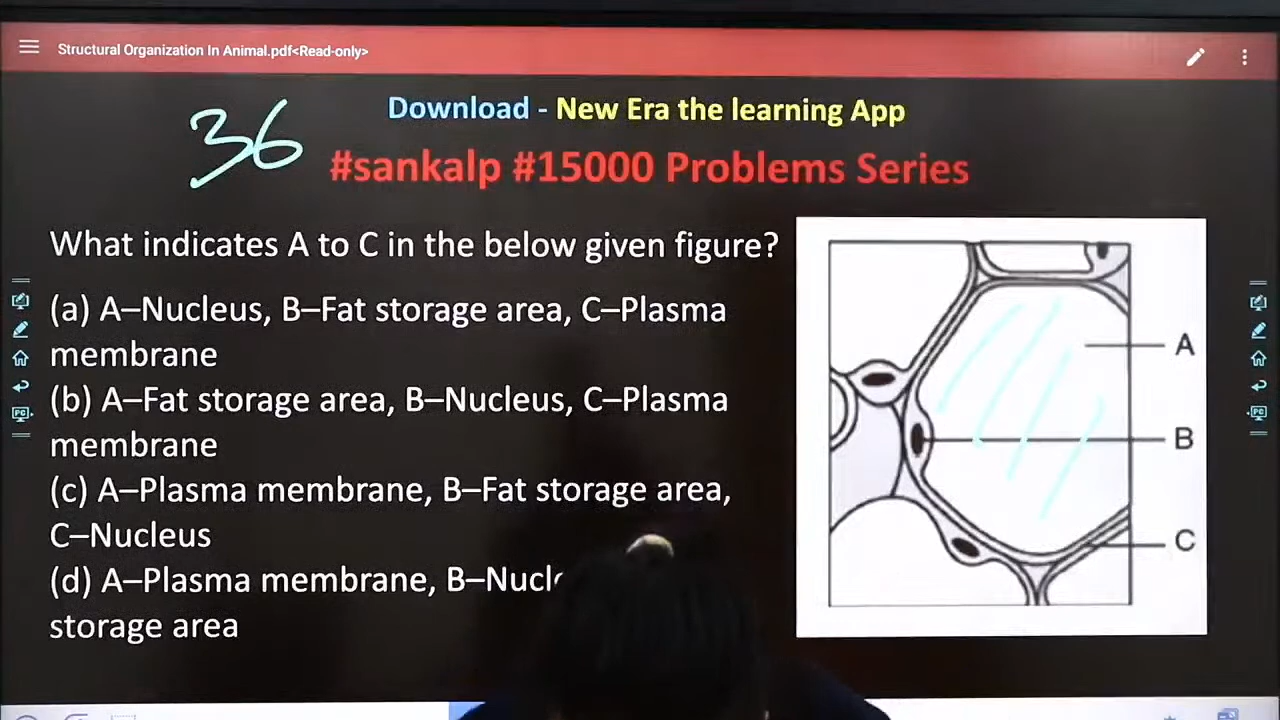 Structural Organization In Animal.pdf<Read-only>
Download - New Era the learning App
36
#sankalp #15000 Problems Series
What indicates A to C in the below given figure?
(a) A–Nucleus, B–Fat storage area, C–Plasma
membrane
(b) A–Fat storage area, B–Nucleus, C–Plasma
membrane
(c) A–Plasma membrane, B–Fat storage area,
C–Nucleus
(d) A–Plasma membrane,
storage area
A
B
C
PC
PC